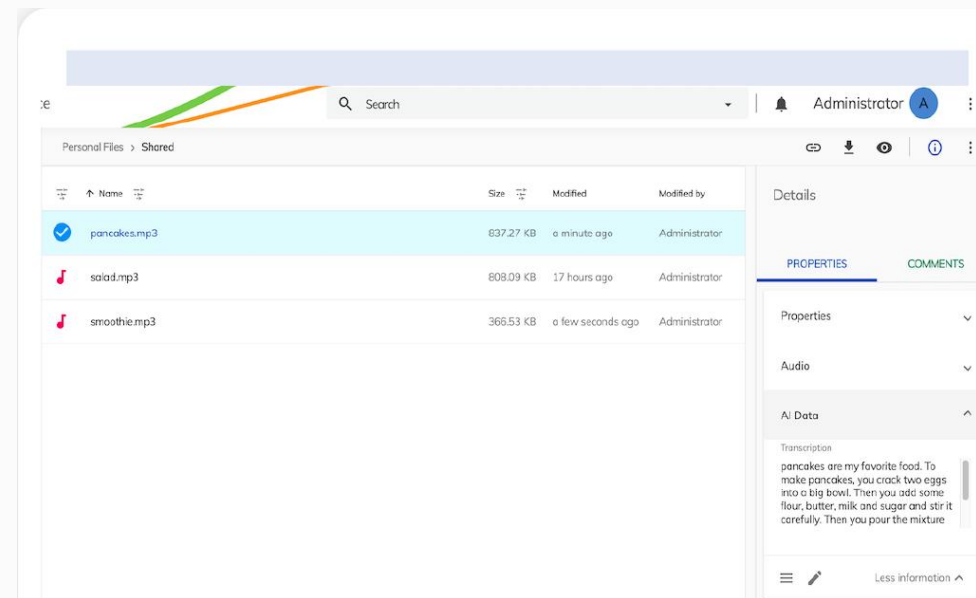 ce
Search
Administrator A
Personal Files > Shared
Name Size Modified Modified by
pancakes.mp3 837.27 KB a minute ago Administrator
salad.mp3 808.09 KB 17 hours ago Administrator
smoothie.mp3 366.53 KB a few seconds ago Administrator
Details
PROPERTIES COMMENTS
Properties
Audio
AI Data
Transcription
pancakes are my favorite food. To
make pancakes, you crack two eggs
into a big bowl. Then you add some
flour, butter, milk and sugar and stir it
carefully. Then you pour the mixture
Less information